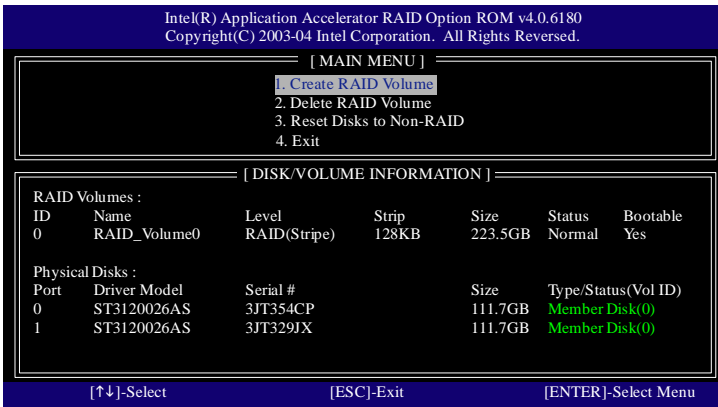 Intel(R) Application Accelerator RAID Option ROM v4.0.6180
Copyright(C) 2003-04 Intel Corporation.  All Rights Reversed.
[ MAIN MENU ]
1. Create RAID Volume
2. Delete RAID Volume
3. Reset Disks to Non-RAID
4. Exit
[ DISK/VOLUME INFORMATION ]
RAID Volumes :
ID Name Level Strip Size Status Bootable
0 RAID_Volume0 RAID(Stripe) 128KB 223.5GB Normal Yes
Physical Disks :
Port Driver Model Serial # Size Type/Status(Vol ID)
0 ST3120026AS 3JT354CP 111.7GB Member Disk(0)
1 ST3120026AS 3JT329JX 111.7GB Member Disk(0)
[↑↓]-Select [ESC]-Exit [ENTER]-Select Menu